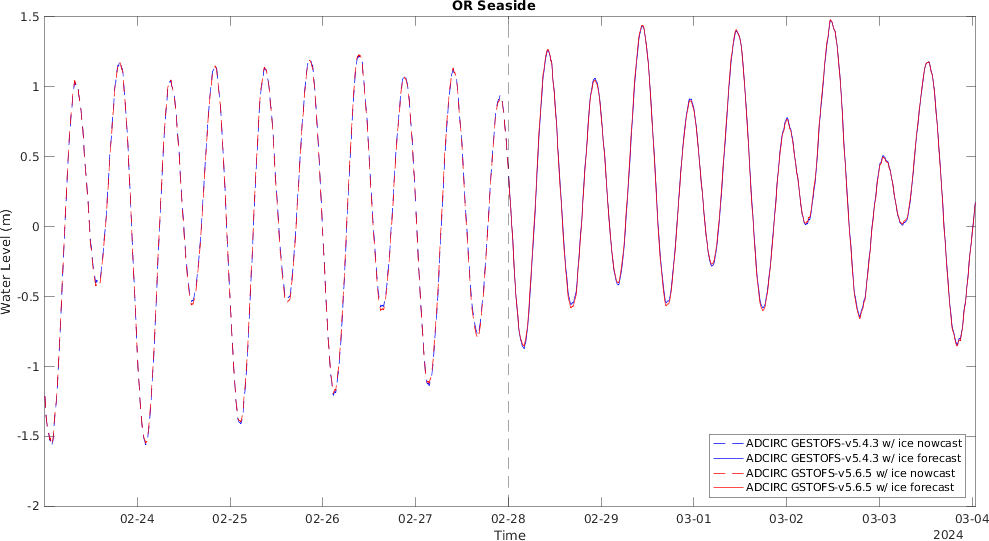 OR Seaside
1.5
1
0.5
0
-0.5
-1
-1.5
-2
Water Level (m)
02-24 02-25 02-26 02-27 02-28 02-29 03-01 03-02 03-03 03-04
Time
2024
ADCIRC GESTOFS-v5.4.3 w/ ice nowcast
ADCIRC GESTOFS-v5.4.3 w/ ice forecast
ADCIRC GSTOFS-v5.6.5 w/ ice nowcast
ADCIRC GSTOFS-v5.6.5 w/ ice forecast